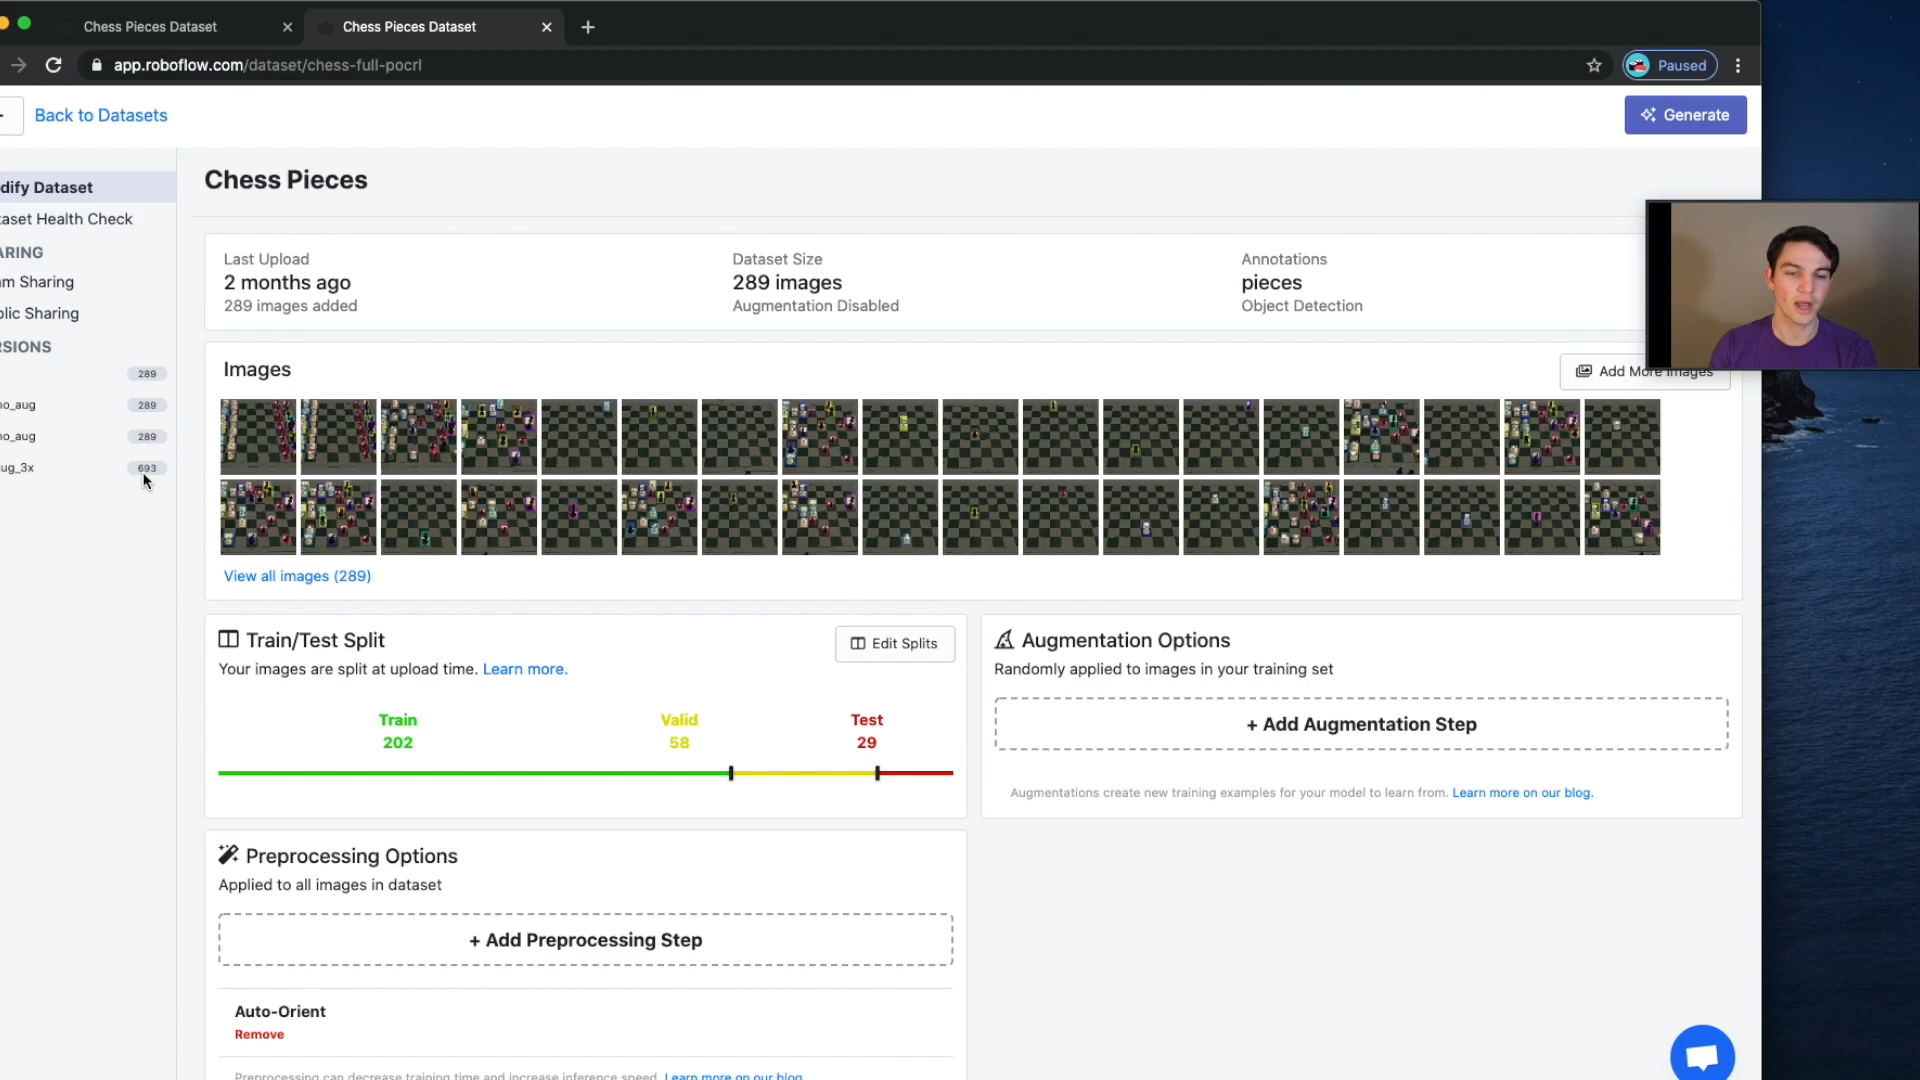 Chess Pieces Dataset
Chess Pieces Dataset
app.roboflow.com/dataset/chess-full-pocrl
Paused
Back to Datasets
Generate
dify Dataset
Chess Pieces
taset Health Check
ARING
am Sharing
blic Sharing
RSIONS
289
no_aug 289
no_aug 289
ug_3x 693
Last Upload
2 months ago
289 images added
Dataset Size
289 images
Augmentation Disabled
Annotations
pieces
Object Detection
Images
Add More Images
View all images (289)
Train/Test Split
Edit Splits
Your images are split at upload time. Learn more.
Train Valid Test
202 58 29
Augmentation Options
Randomly applied to images in your training set
+ Add Augmentation Step
Augmentations create new training examples for your model to learn from. Learn more on our blog.
Preprocessing Options
Applied to all images in dataset
+ Add Preprocessing Step
Auto-Orient
Remove
Preprocessing can decrease training time and increase inference speed. Learn more on our blog.